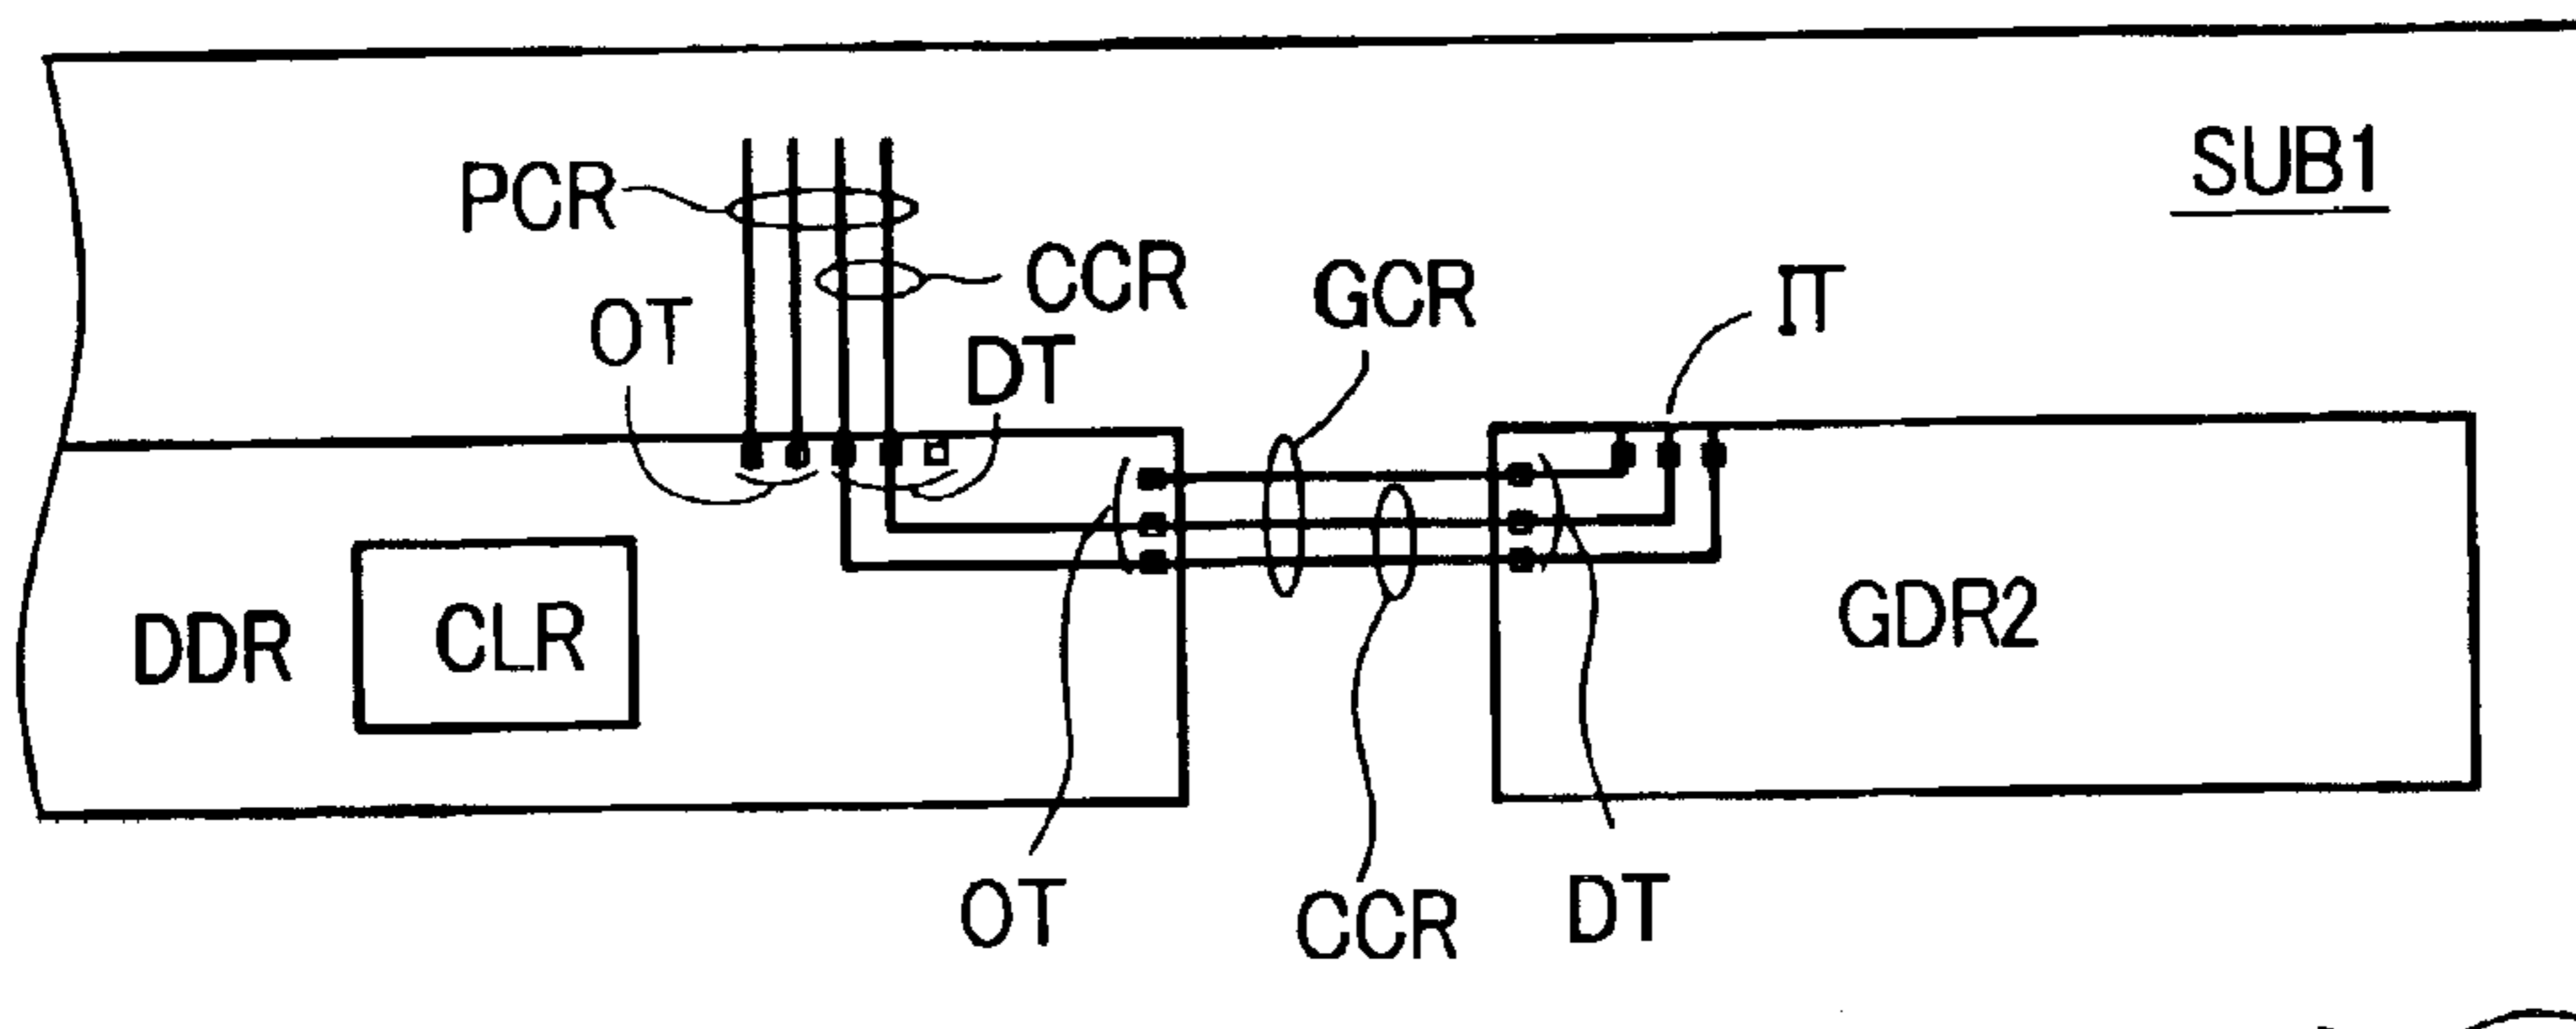 SUB1
PCR
CCR
GCR
IT
OT
DT
DDR
CLR
GDR2
OT
CCR
DT